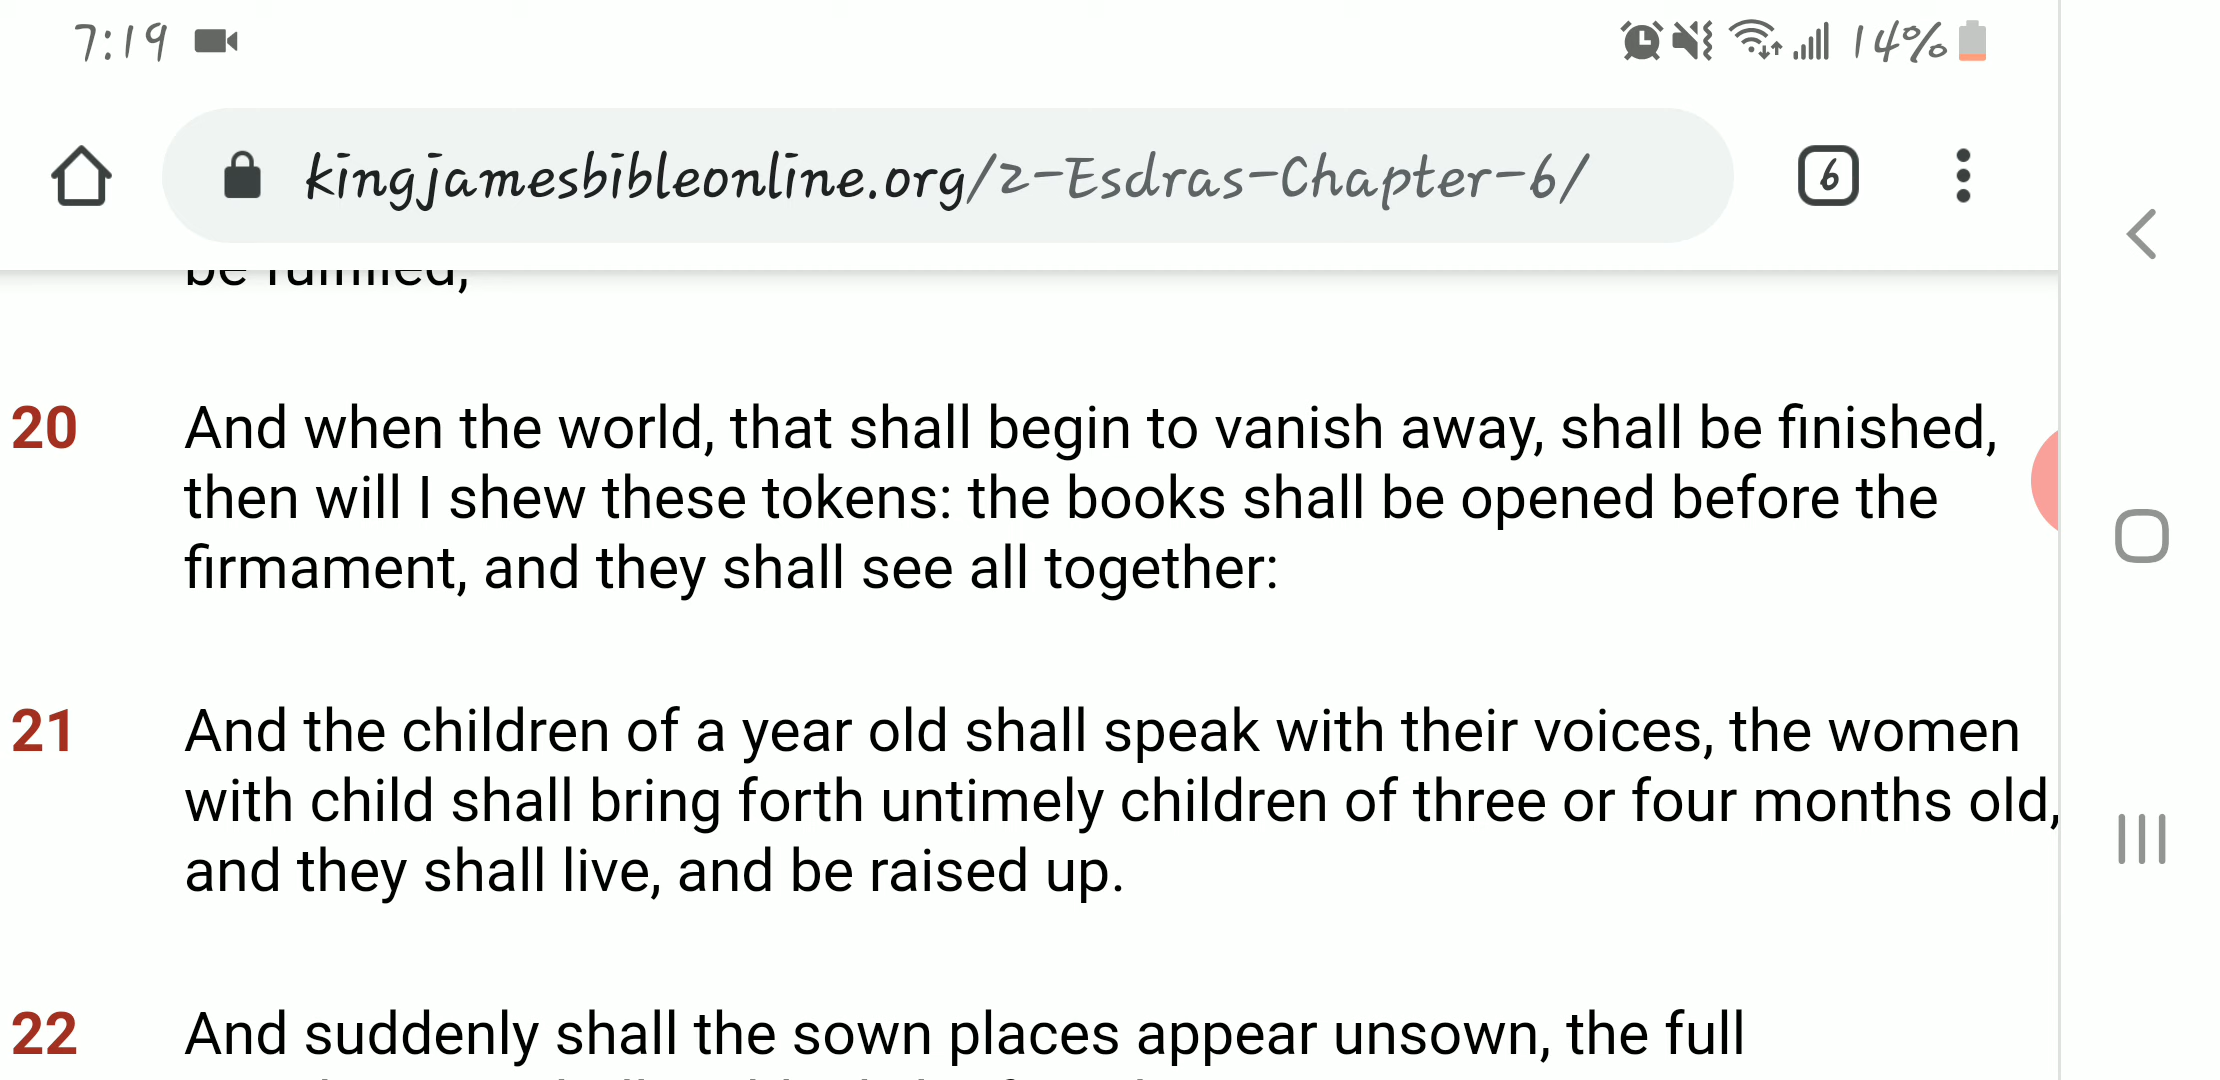 7:19
14%
kingjamesbibleonline.org/2-Esdras-Chapter-6/
6
be fulfilled,
20 And when the world, that shall begin to vanish away, shall be finished,
then will I shew these tokens: the books shall be opened before the
firmament, and they shall see all together:
21 And the children of a year old shall speak with their voices, the women
with child shall bring forth untimely children of three or four months old,
and they shall live, and be raised up.
22 And suddenly shall the sown places appear unsown, the full